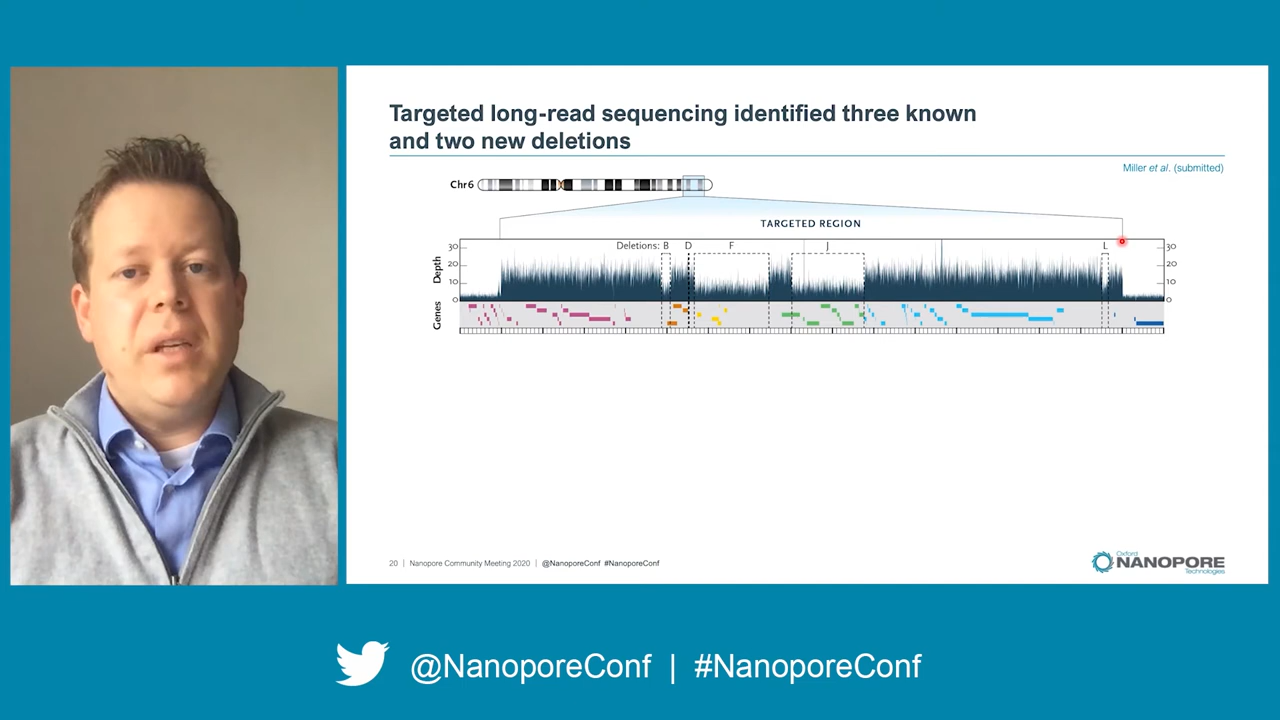 Targeted long-read sequencing identified three known
and two new deletions
Miller et al. (submitted)
Chr6
TARGETED REGION
Deletions: B D F J L
Depth
30
20
10
0
30
20
10
0
Genes
20 | Nanopore Community Meeting 2020 | @NanoporeConf #NanoporeConf
Oxford
NANOPORE
Technologies
@NanoporeConf | #NanoporeConf